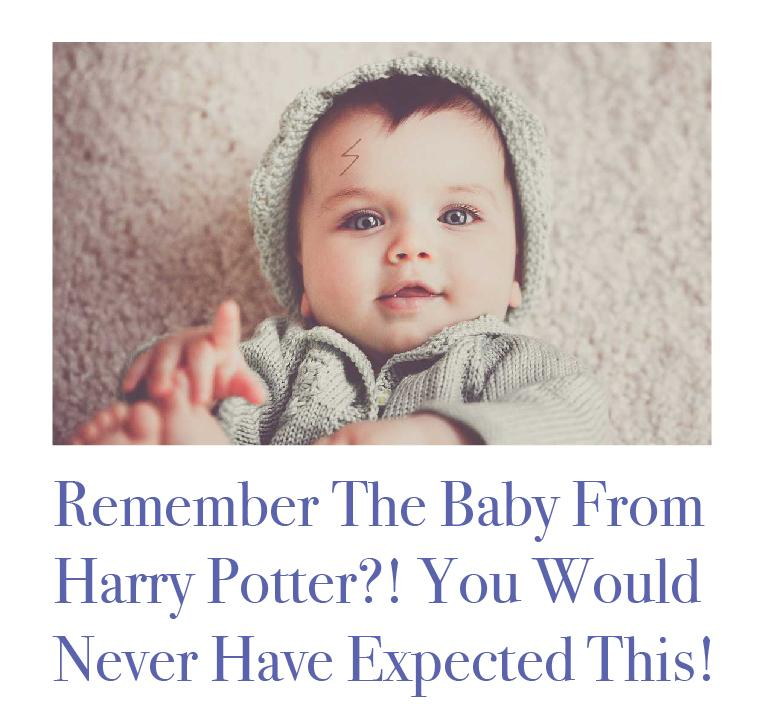 Remember The Baby From
Harry Potter?! You Would
Never Have Expected This!